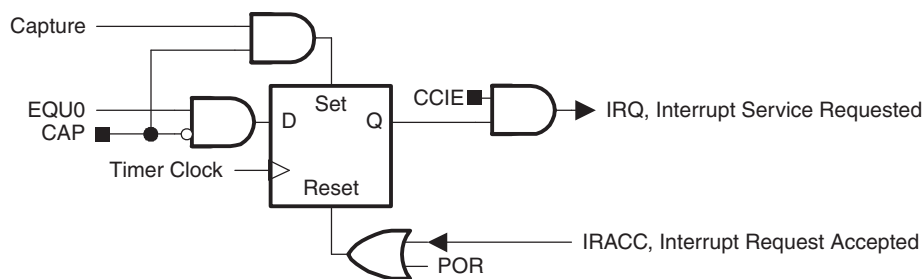 Capture
EQU0
CAP
Timer Clock
Set
D
Q
Reset
CCIE
IRQ, Interrupt Service Requested
IRACC, Interrupt Request Accepted
POR